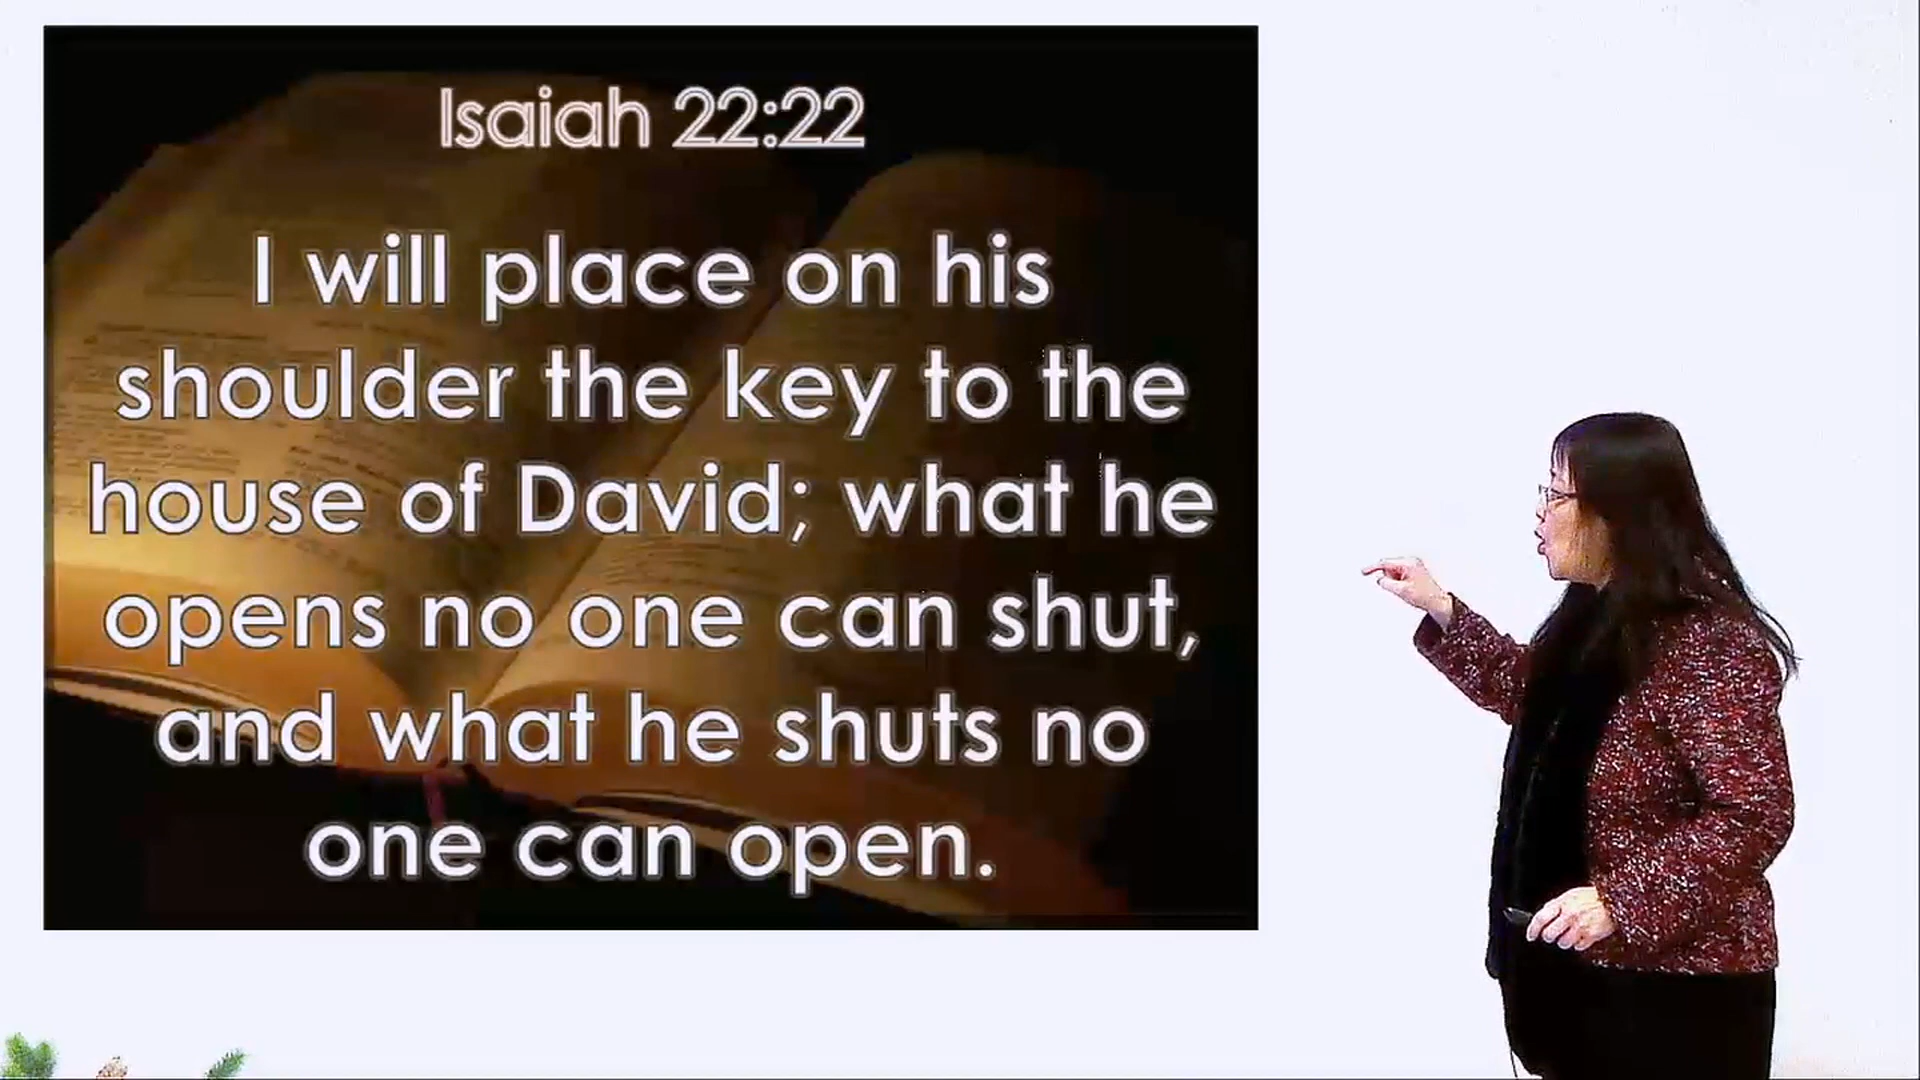 Isaiah 22:22
I will place on his
shoulder the key to the
house of David; what he
opens no one can shut,
and what he shuts no
one can open.